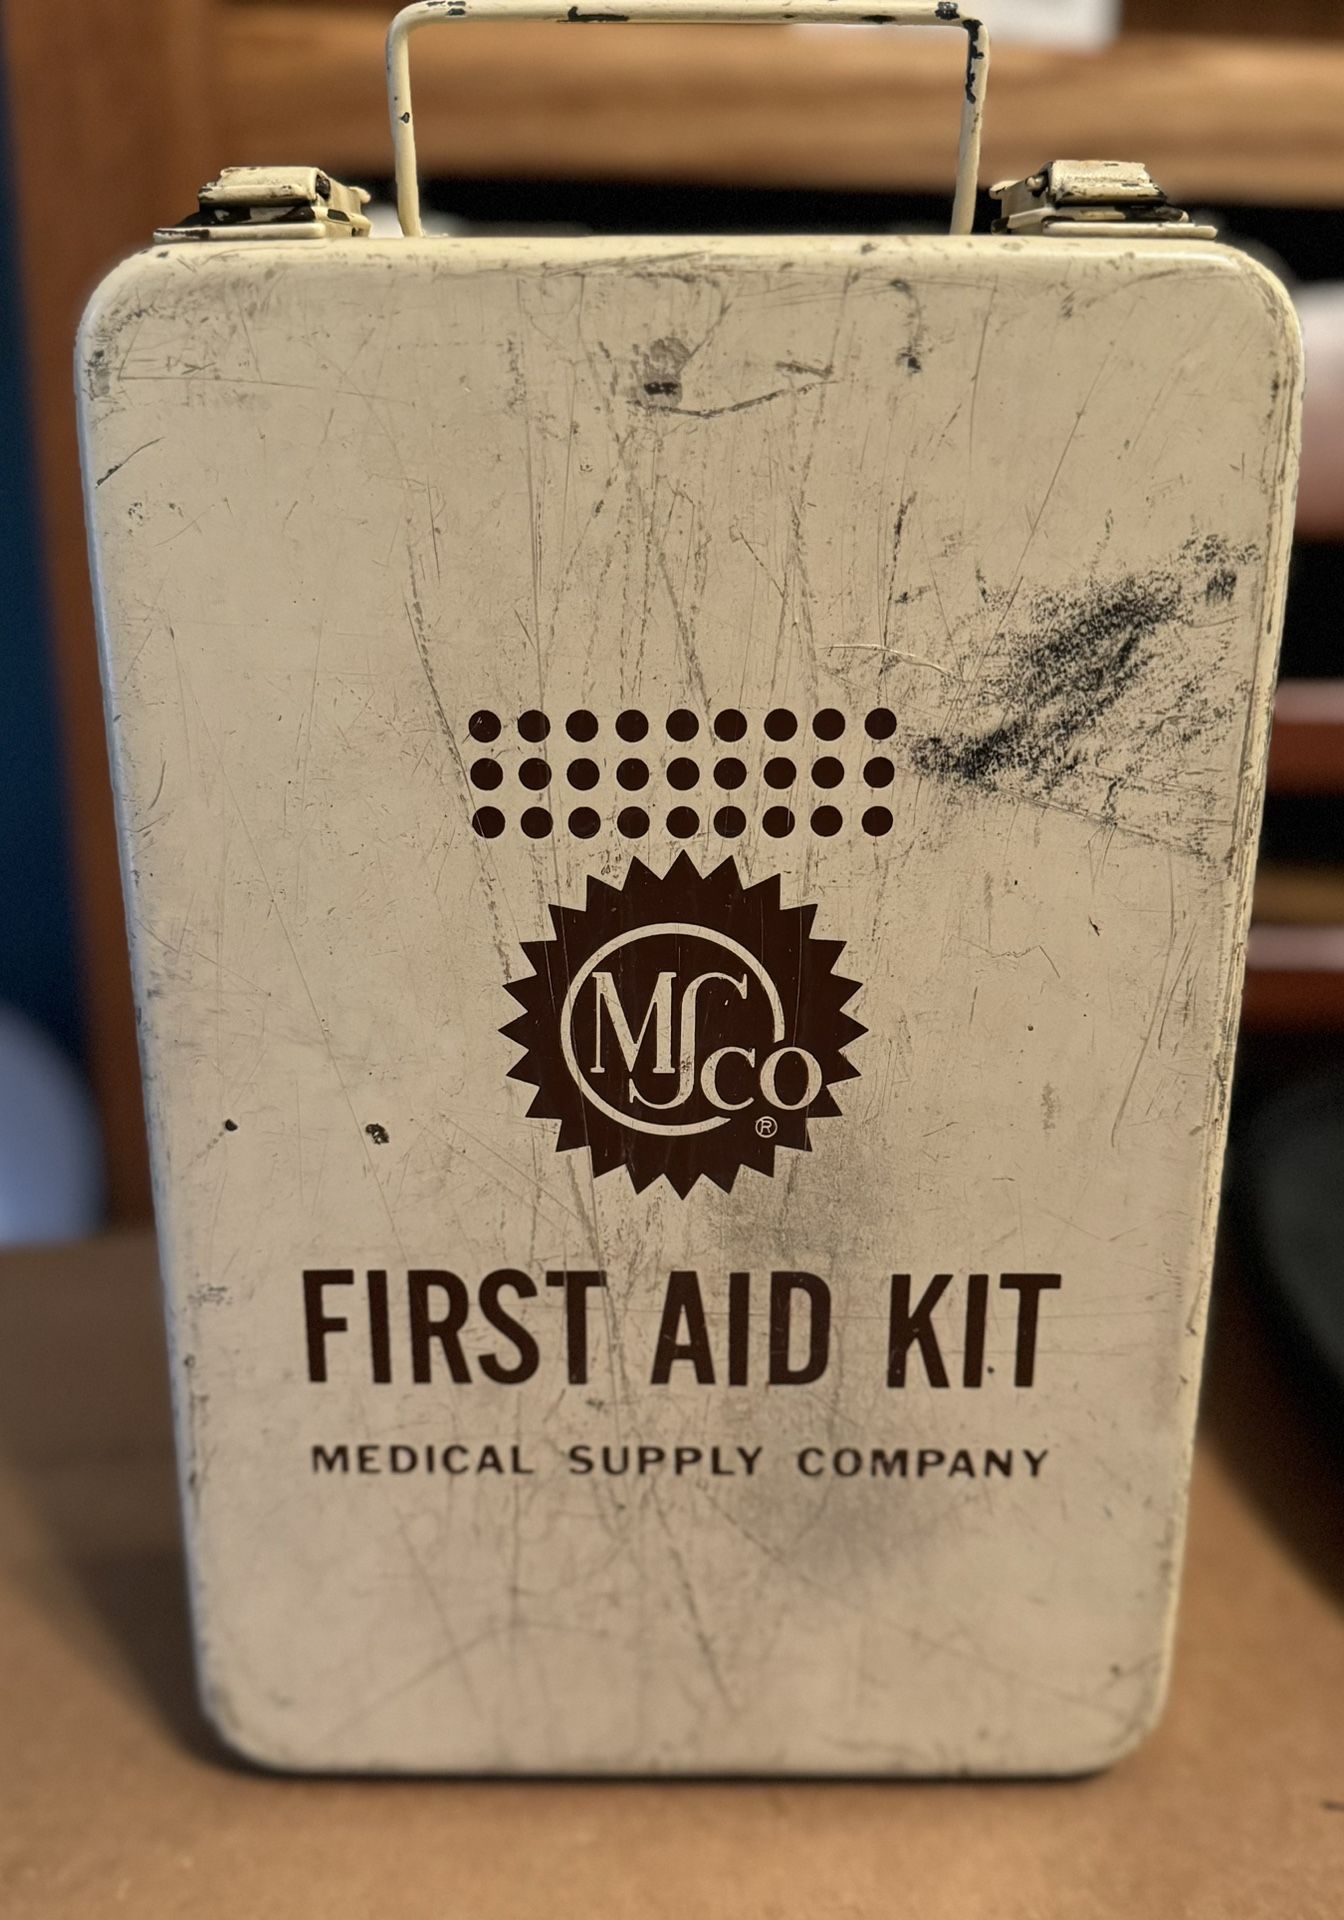 MSCo
®
FIRST AID KIT
MEDICAL SUPPLY COMPANY